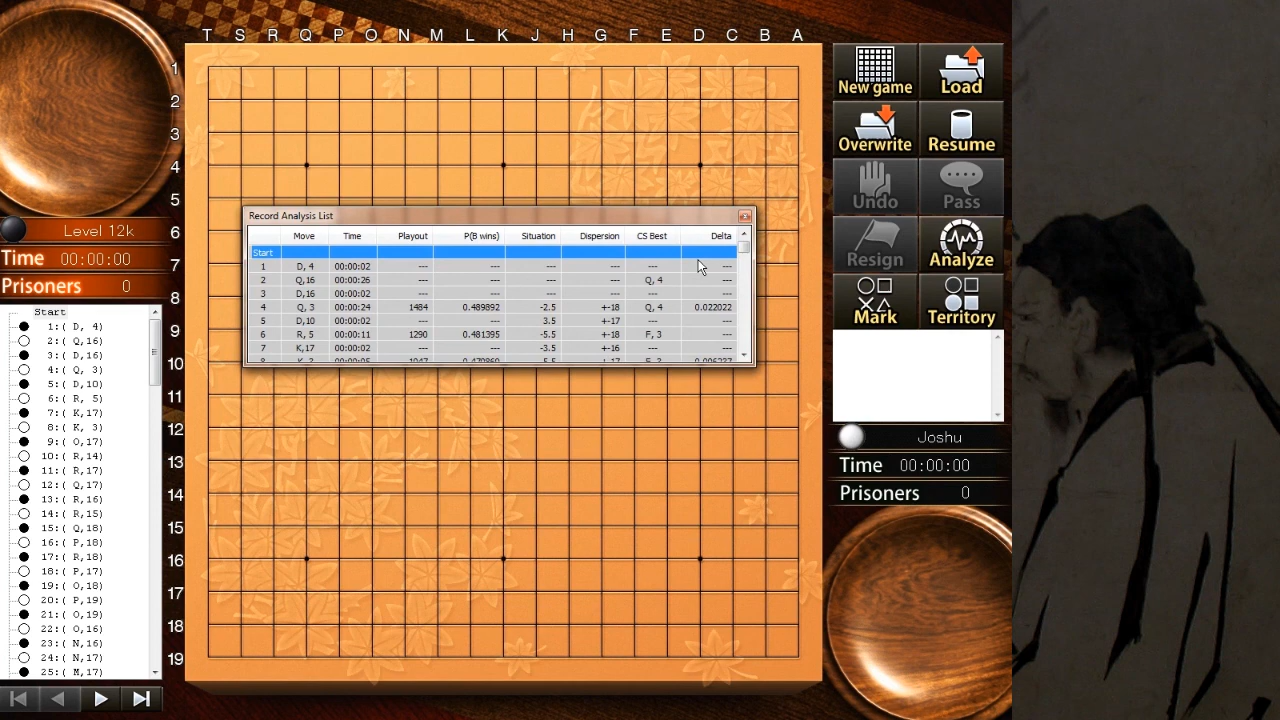 T S R Q P O N M L K J H G F E D C B A
1
2
3
4
5
6
7
8
9
10
11
12
13
14
15
16
17
18
19
Level 12k
Time 00:00:00
Prisoners 0
Start
1:( D, 4)
2:( Q,16)
3:( D,16)
4:( Q, 3)
5:( D,10)
6:( R, 5)
7:( K,17)
8:( K, 3)
9:( O,17)
10:( R,14)
11:( R,17)
12:( Q,17)
13:( R,16)
14:( R,15)
15:( Q,18)
16:( P,18)
17:( R,18)
18:( P,17)
19:( O,18)
20:( P,19)
21:( O,19)
22:( O,16)
23:( N,16)
24:( N,17)
25:( M,17)
Record Analysis List
Move Time Playout P(B wins) Situation Dispersion CS Best Delta
Start
1 D, 4 00:00:02 --- --- --- --- --- ---
2 Q,16 00:00:26 --- --- --- --- Q, 4 ---
3 D,16 00:00:02 --- --- --- --- --- ---
4 Q, 3 00:00:24 1484 0.489892 -2.5 +-18 Q, 4 0.022022
5 D,10 00:00:02 --- --- 3.5 +-17 --- ---
6 R, 5 00:00:11 1290 0.481395 -5.5 +-18 F, 3 ---
7 K,17 00:00:02 --- --- -3.5 +-16 --- ---
New game Load
Overwrite Resume
Undo Pass
Resign Analyze
Mark Territory
Joshu
Time 00:00:00
Prisoners 0